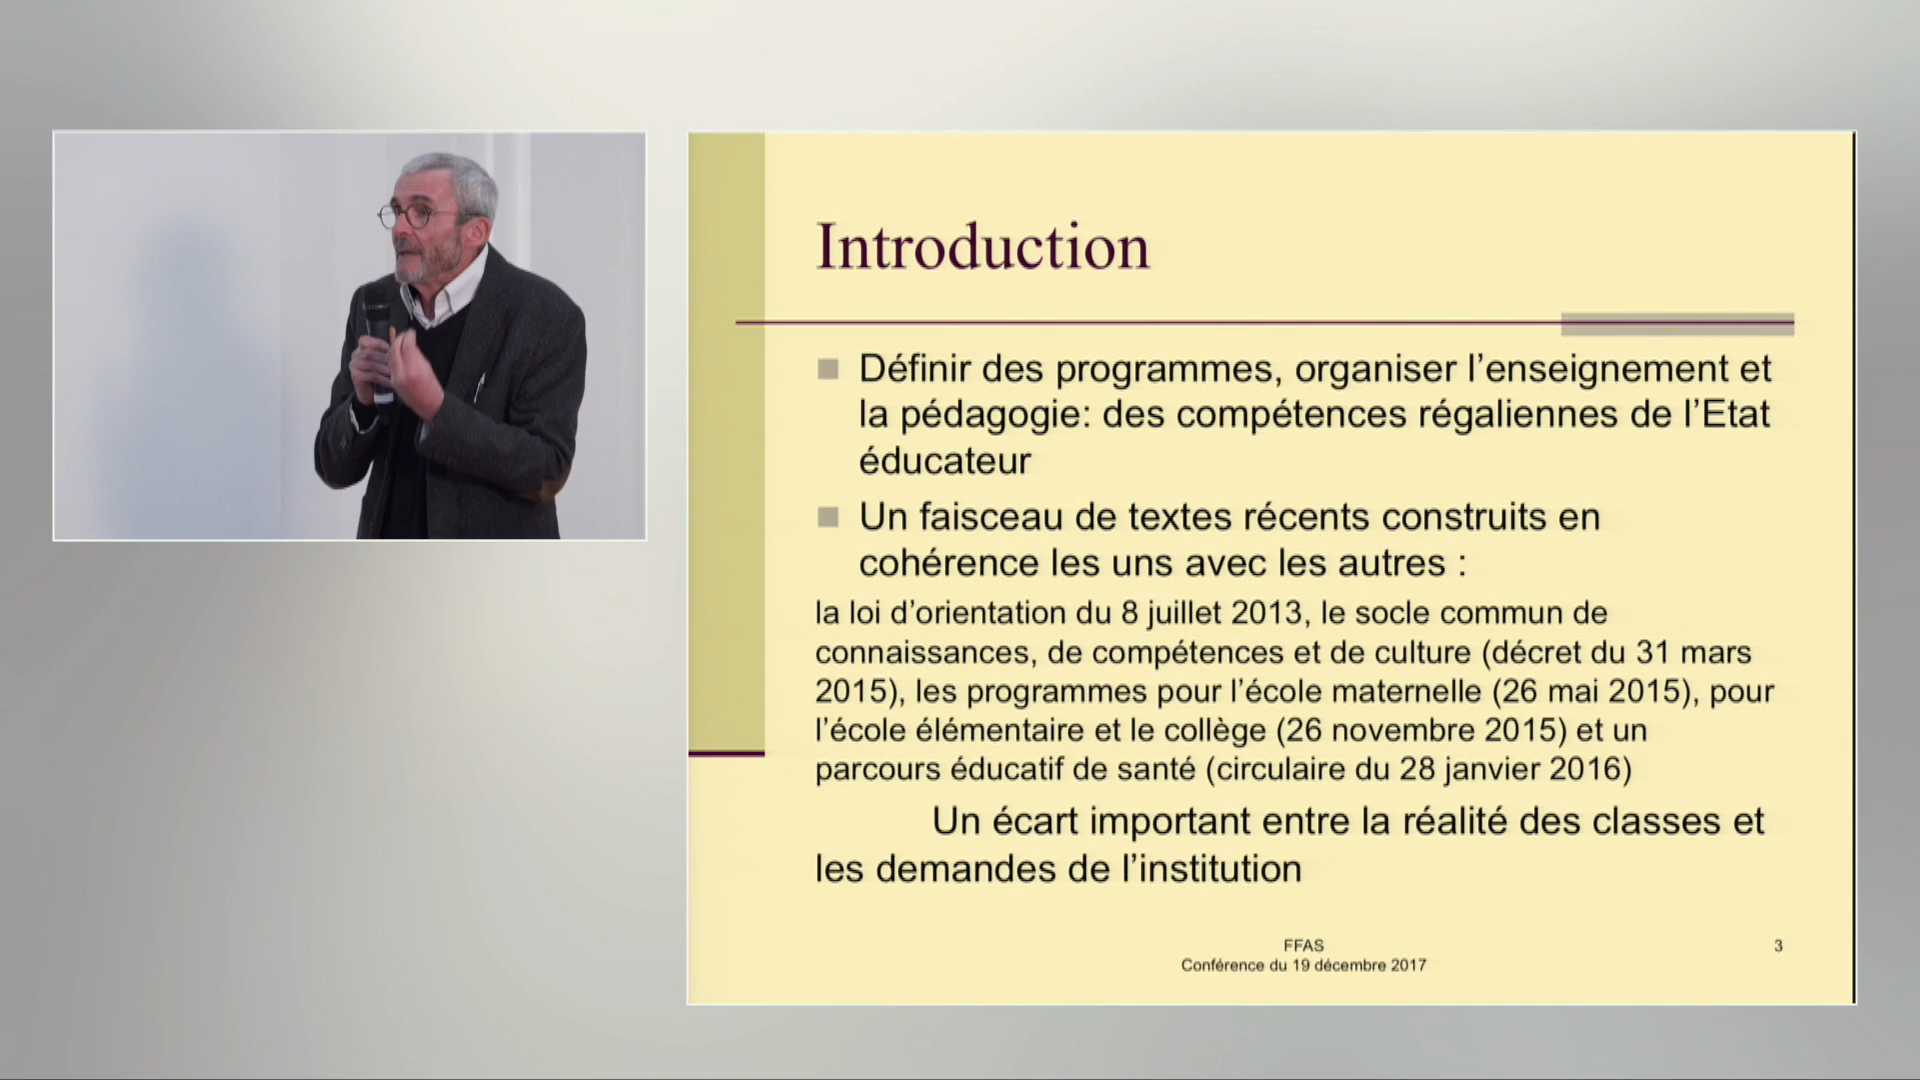 Introduction
Définir des programmes, organiser l’enseignement et
la pédagogie: des compétences régaliennes de l’Etat
éducateur
Un faisceau de textes récents construits en
cohérence les uns avec les autres :
la loi d’orientation du 8 juillet 2013, le socle commun de
connaissances, de compétences et de culture (décret du 31 mars
2015), les programmes pour l’école maternelle (26 mai 2015), pour
l’école élémentaire et le collège (26 novembre 2015) et un
parcours éducatif de santé (circulaire du 28 janvier 2016)
Un écart important entre la réalité des classes et
les demandes de l’institution
FFAS
Conférence du 19 décembre 2017
3